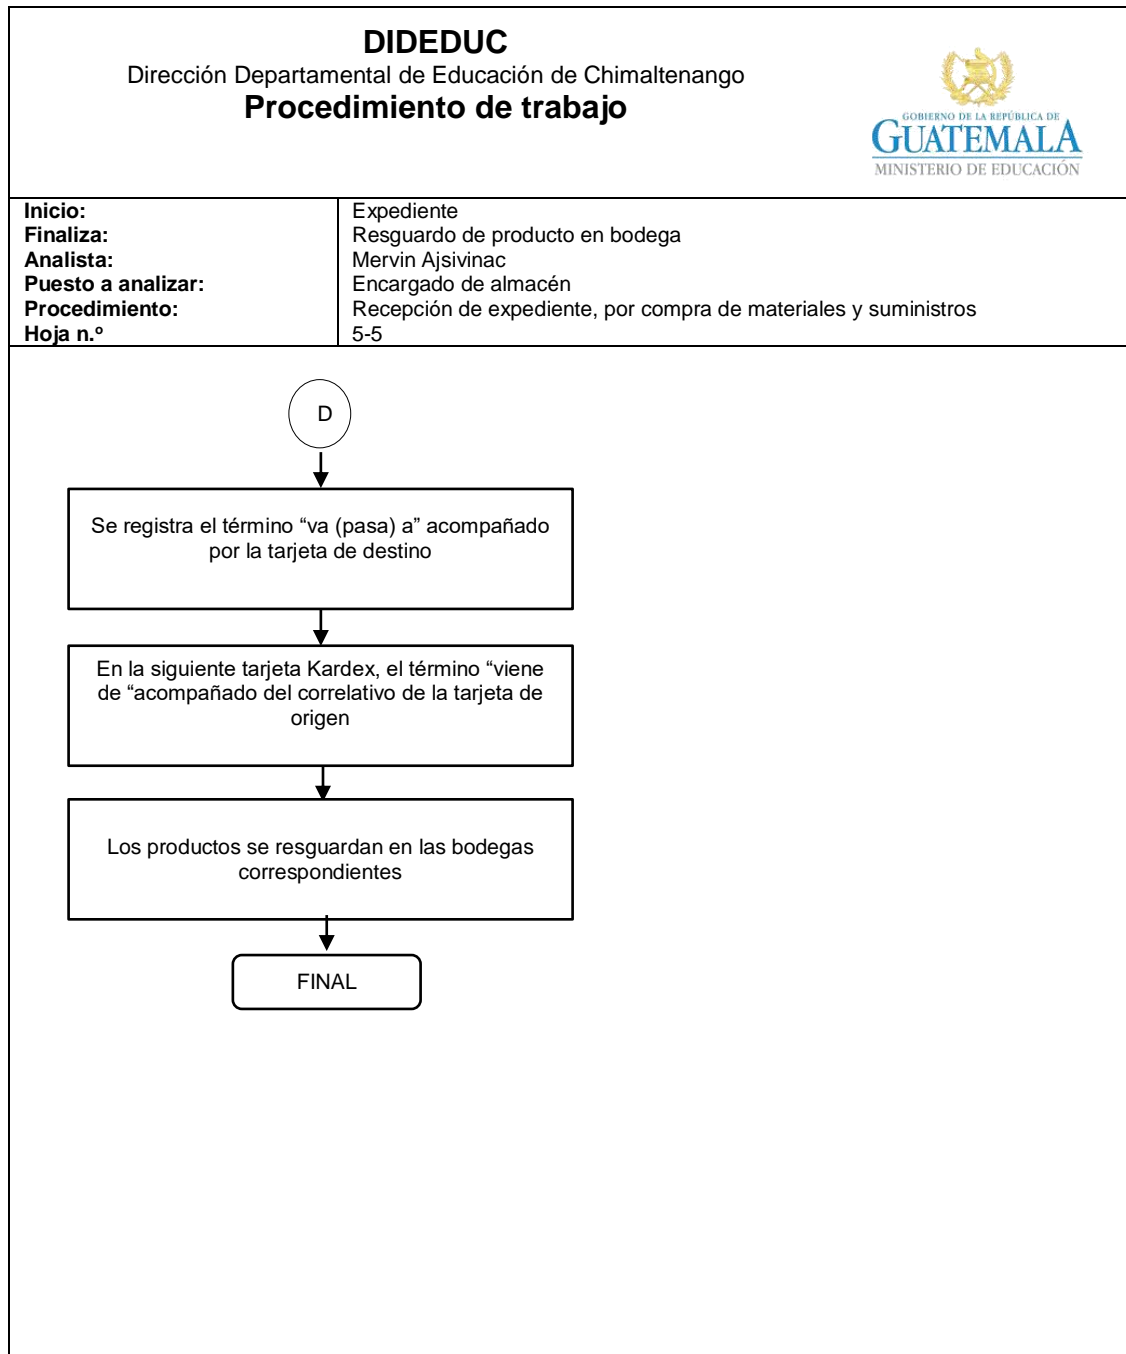 DIDEDUC
Dirección Departamental de Educación de Chimaltenango
Procedimiento de trabajo
GOBIERNO DE LA REPÚBLICA DE
GUATEMALA
MINISTERIO DE EDUCACIÓN
Inicio: Expediente
Finaliza: Resguardo de producto en bodega
Analista: Mervin Ajsivinac
Puesto a analizar: Encargado de almacén
Procedimiento: Recepción de expediente, por compra de materiales y suministros
Hoja n.º 5-5
D
Se registra el término “va (pasa) a” acompañado
por la tarjeta de destino
En la siguiente tarjeta Kardex, el término “viene
de “acompañado del correlativo de la tarjeta de
origen
Los productos se resguardan en las bodegas
correspondientes
FINAL